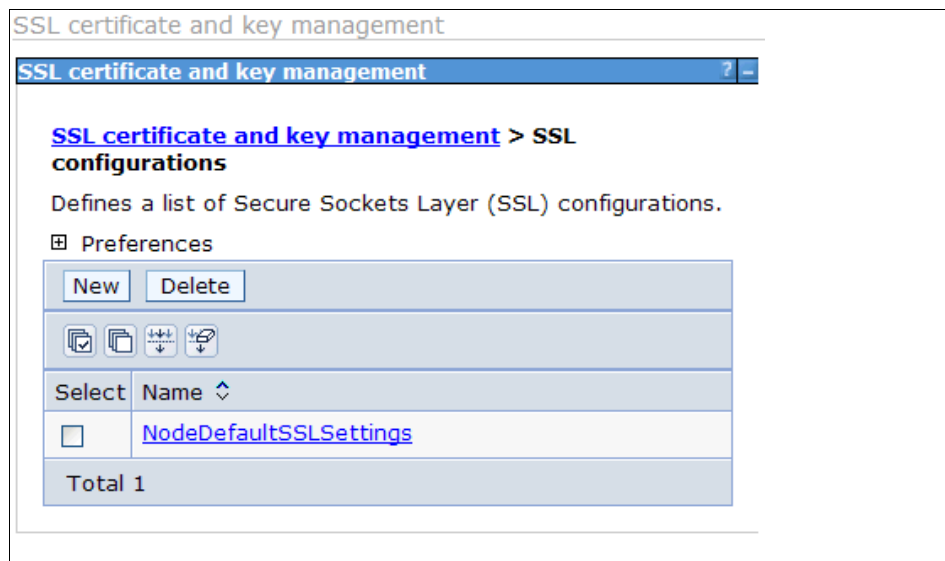 SSL certificate and key management
SSL certificate and key management ? –
SSL certificate and key management > SSL
configurations
Defines a list of Secure Sockets Layer (SSL) configurations.
Preferences
New Delete
Select Name
NodeDefaultSSLSettings
Total 1